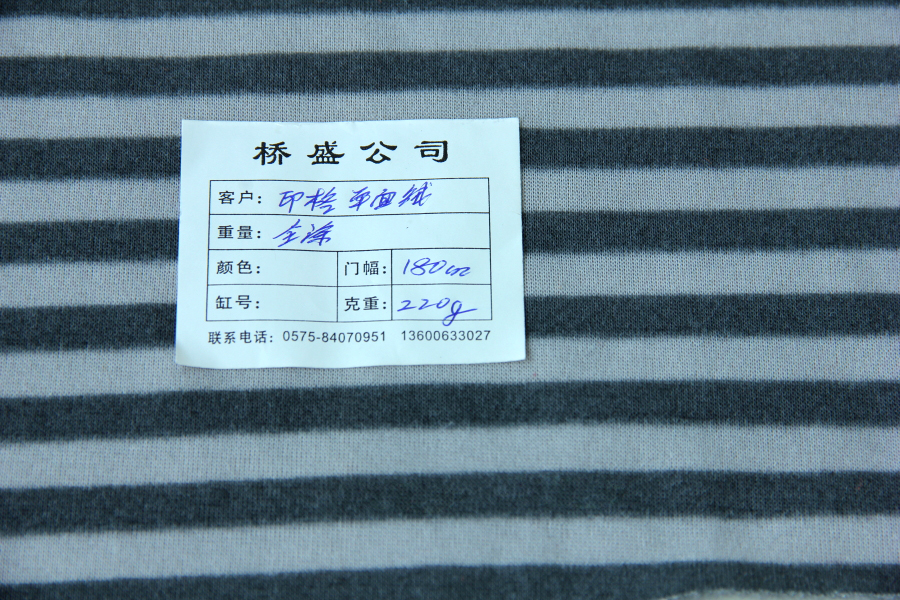 桥盛公司
客户: 印格 单面绒
重量: 全涤
颜色: 门幅: 180cm
缸号: 克重: 220g
联系电话: 0575-84070951 13600633027